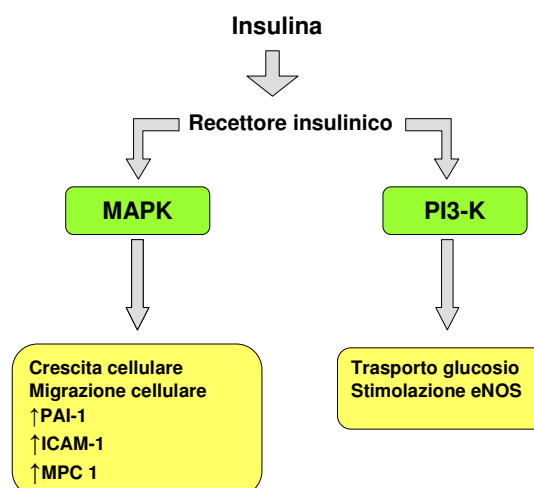 Insulina
Recettore insulinico
MAPK
PI3-K
Crescita cellulare
Migrazione cellulare
↑PAI-1
↑ICAM-1
↑MPC 1
Trasporto glucosio
Stimolazione eNOS